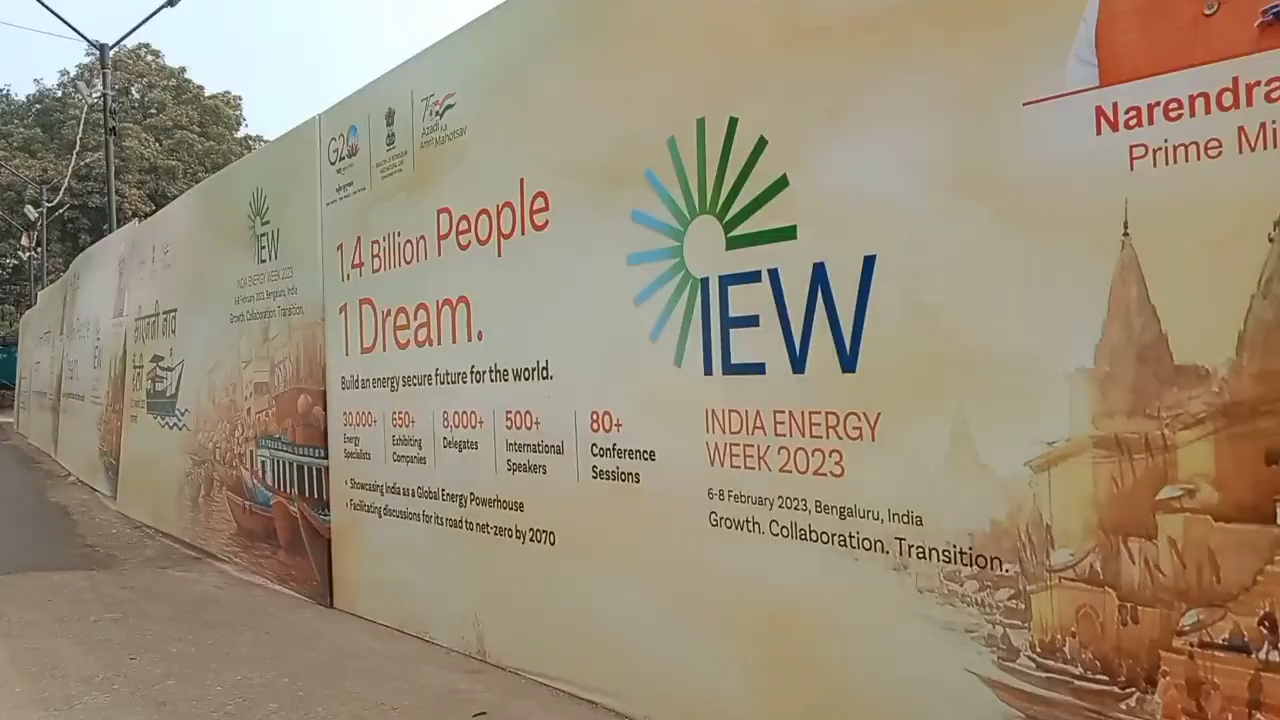 G20
75
Azadi Ka
Amrit Mahotsav
Narendra
Prime Mi
1.4 Billion People
1 Dream.
Build an energy secure future for the world.
30,000+
Energy
Specialists
650+
Exhibiting
Companies
8,000+
Delegates
500+
International
Speakers
80+
Conference
Sessions
Showcasing India as a Global Energy Powerhouse
Facilitating discussions for its road to net-zero by 2070
IEW
INDIA ENERGY
WEEK 2023
6-8 February 2023, Bengaluru, India
Growth. Collaboration. Transition.
IEW
INDIA ENERGY WEEK 2023
6-8 February 2023, Bengaluru, India
Growth. Collaboration. Transition.
सीएनजी नाव
रैली